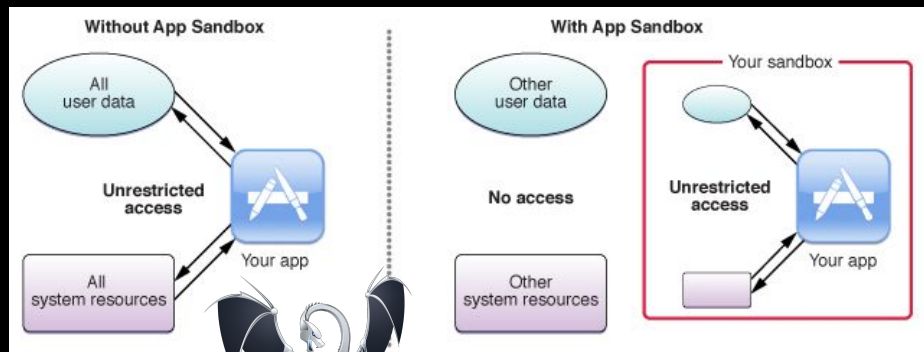 Without App Sandbox
All
user data
Unrestricted
access
Your app
All
system resources
With App Sandbox
Other
user data
No access
Other
system resources
Your sandbox
Unrestricted
access
Your app